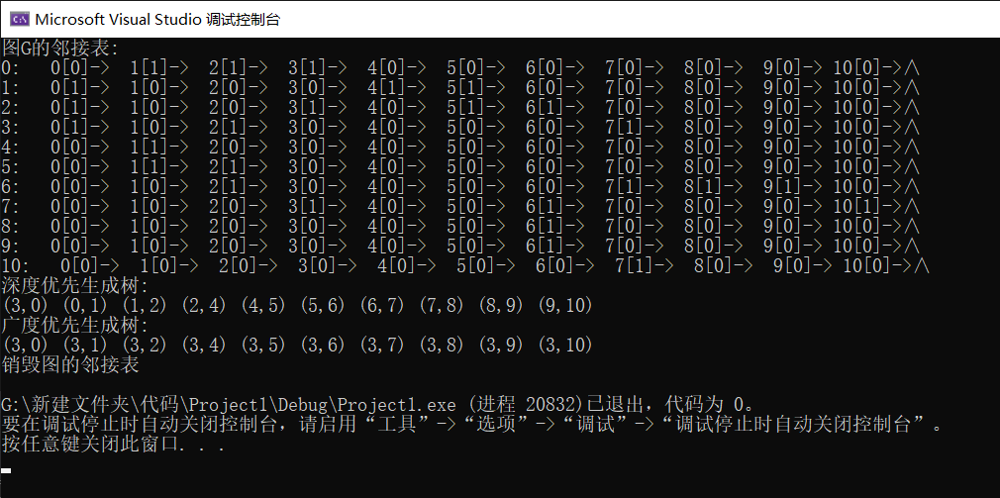 Microsoft Visual Studio 调试控制台
图G的邻接表:
0:   0[0]->  1[1]->  2[1]->  3[1]->  4[0]->  5[0]->  6[0]->  7[0]->  8[0]->  9[0]-> 10[0]->∧
1:   0[1]->  1[0]->  2[0]->  3[0]->  4[1]->  5[1]->  6[0]->  7[0]->  8[0]->  9[0]-> 10[0]->∧
2:   0[1]->  1[0]->  2[0]->  3[1]->  4[0]->  5[1]->  6[1]->  7[0]->  8[0]->  9[0]-> 10[0]->∧
3:   0[1]->  1[0]->  2[1]->  3[0]->  4[0]->  5[0]->  6[0]->  7[1]->  8[0]->  9[0]-> 10[0]->∧
4:   0[0]->  1[1]->  2[0]->  3[0]->  4[0]->  5[0]->  6[0]->  7[0]->  8[0]->  9[0]-> 10[0]->∧
5:   0[0]->  1[1]->  2[1]->  3[0]->  4[0]->  5[0]->  6[0]->  7[0]->  8[0]->  9[0]-> 10[0]->∧
6:   0[0]->  1[0]->  2[1]->  3[0]->  4[0]->  5[0]->  6[0]->  7[1]->  8[1]->  9[1]-> 10[0]->∧
7:   0[0]->  1[0]->  2[0]->  3[1]->  4[0]->  5[0]->  6[1]->  7[0]->  8[0]->  9[0]-> 10[1]->∧
8:   0[0]->  1[0]->  2[0]->  3[0]->  4[0]->  5[0]->  6[1]->  7[0]->  8[0]->  9[0]-> 10[0]->∧
9:   0[0]->  1[0]->  2[0]->  3[0]->  4[0]->  5[0]->  6[1]->  7[0]->  8[0]->  9[0]-> 10[0]->∧
10:   0[0]->  1[0]->  2[0]->  3[0]->  4[0]->  5[0]->  6[0]->  7[1]->  8[0]->  9[0]-> 10[0]->∧
深度优先生成树:
(3,0) (0,1) (1,2) (2,4) (4,5) (5,6) (6,7) (7,8) (8,9) (9,10)
广度优先生成树:
(3,0) (3,1) (3,2) (3,4) (3,5) (3,6) (3,7) (3,8) (3,9) (3,10)
销毁图的邻接表
G:\新建文件夹\代码\Project1\Debug\Project1.exe (进程 20832)已退出，代码为 0。
要在调试停止时自动关闭控制台，请启用“工具”->“选项”->“调试”->“调试停止时自动关闭控制台”。
按任意键关闭此窗口. . .